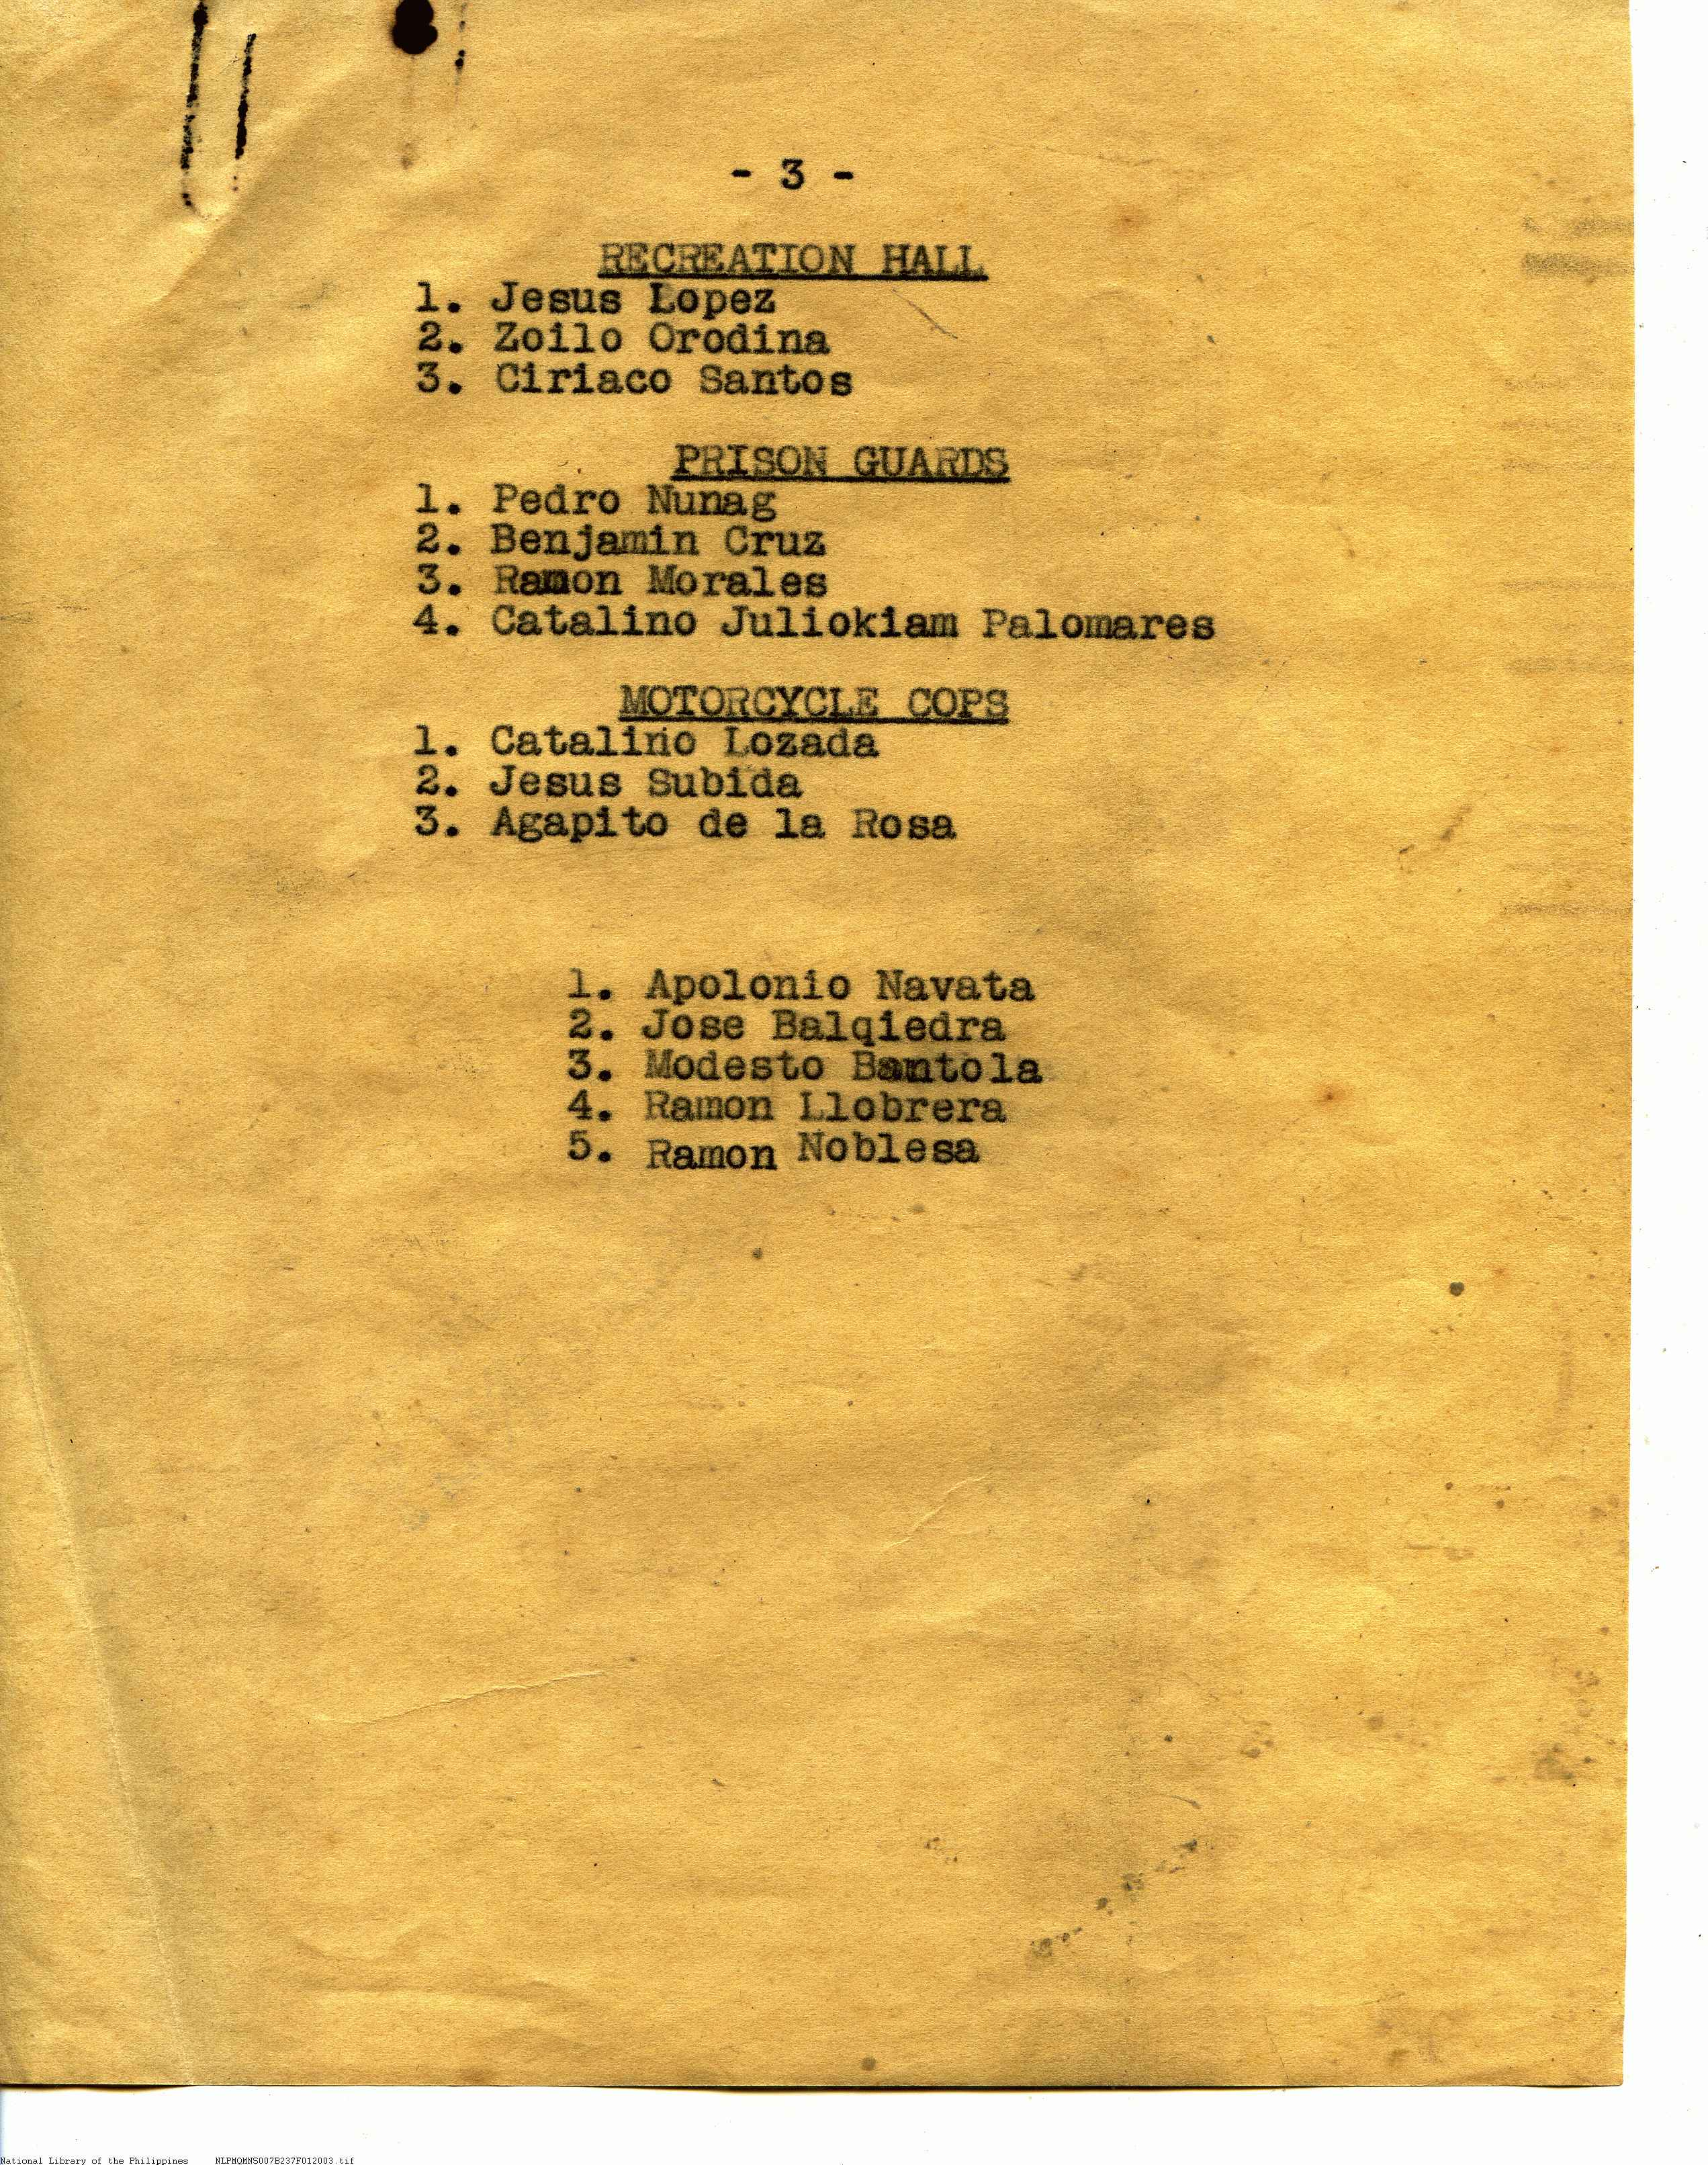 - 3 -
RECREATION HALL
1. Jesus Lopez
2. Zoilo Orodina
3. Ciriaco Santos
PRISON GUARDS
1. Pedro Nunag
2. Benjamin Cruz
3. Ramon Morales
4. Catalino Juliokiam Palomares
MOTORCYCLE COPS
1. Catalino Lozada
2. Jesus Subida
3. Agapito de la Rosa
1. Apolonio Navata
2. Jose Balqiedra
3. Modesto Bantola
4. Ramon Llobrera
5. Ramon Noblesa
National Library of the Philippines NLPMQMNS007B237F012003.tif